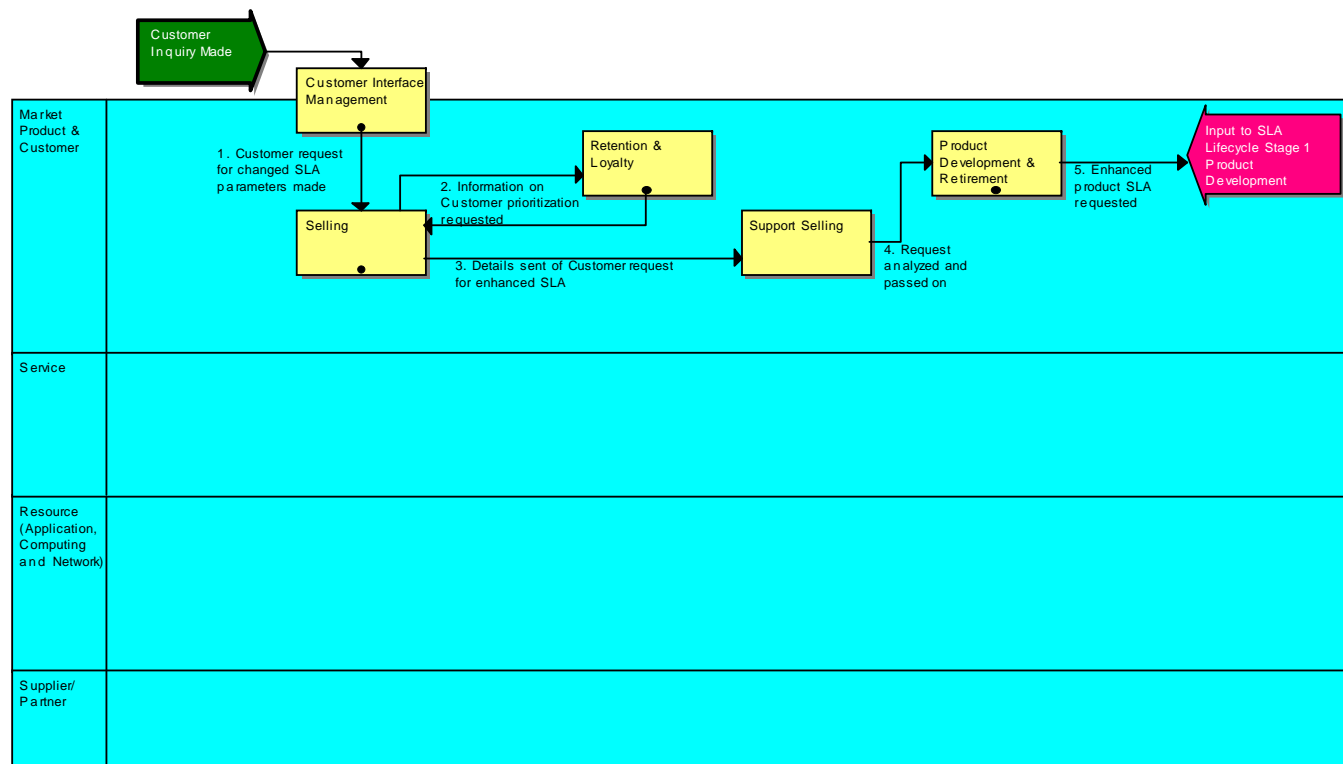 Customer
Inquiry Made
Customer Interface
Management
Market
Product &
Customer
1. Customer request
for changed SLA
parameters made
Retention &
Loyalty
2. Information on
Customer prioritization
requested
Selling
3. Details sent of Customer request
for enhanced SLA
Support Selling
4. Request
analyzed and
passed on
Product
Development &
Retirement
5. Enhanced
product SLA
requested
Input to SLA
Lifecycle Stage 1
Product
Development
Service
Resource
(Application,
Computing
and Network)
Supplier/
Partner